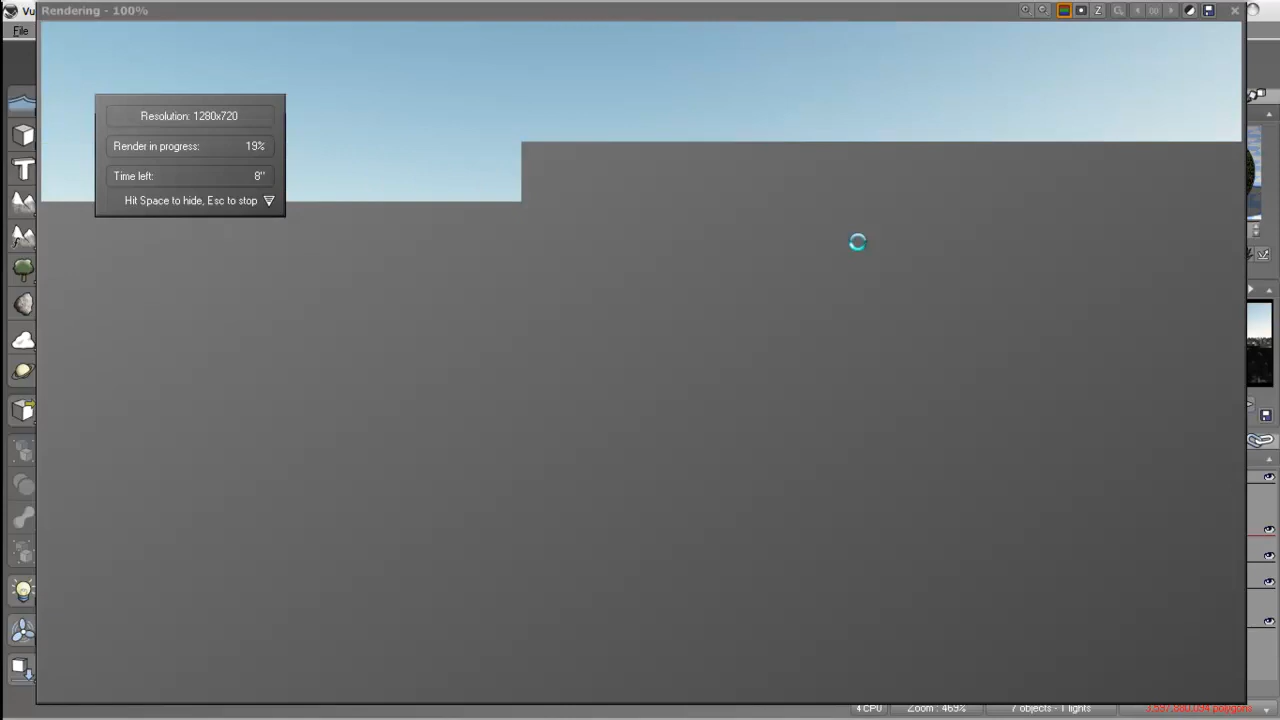 Vu
Rendering - 100%
File
Resolution: 1280x720
Render in progress: 19%
Time left: 8"
Hit Space to hide, Esc to stop
4 CPU
Zoom : 469%
7 objects - 1 lights